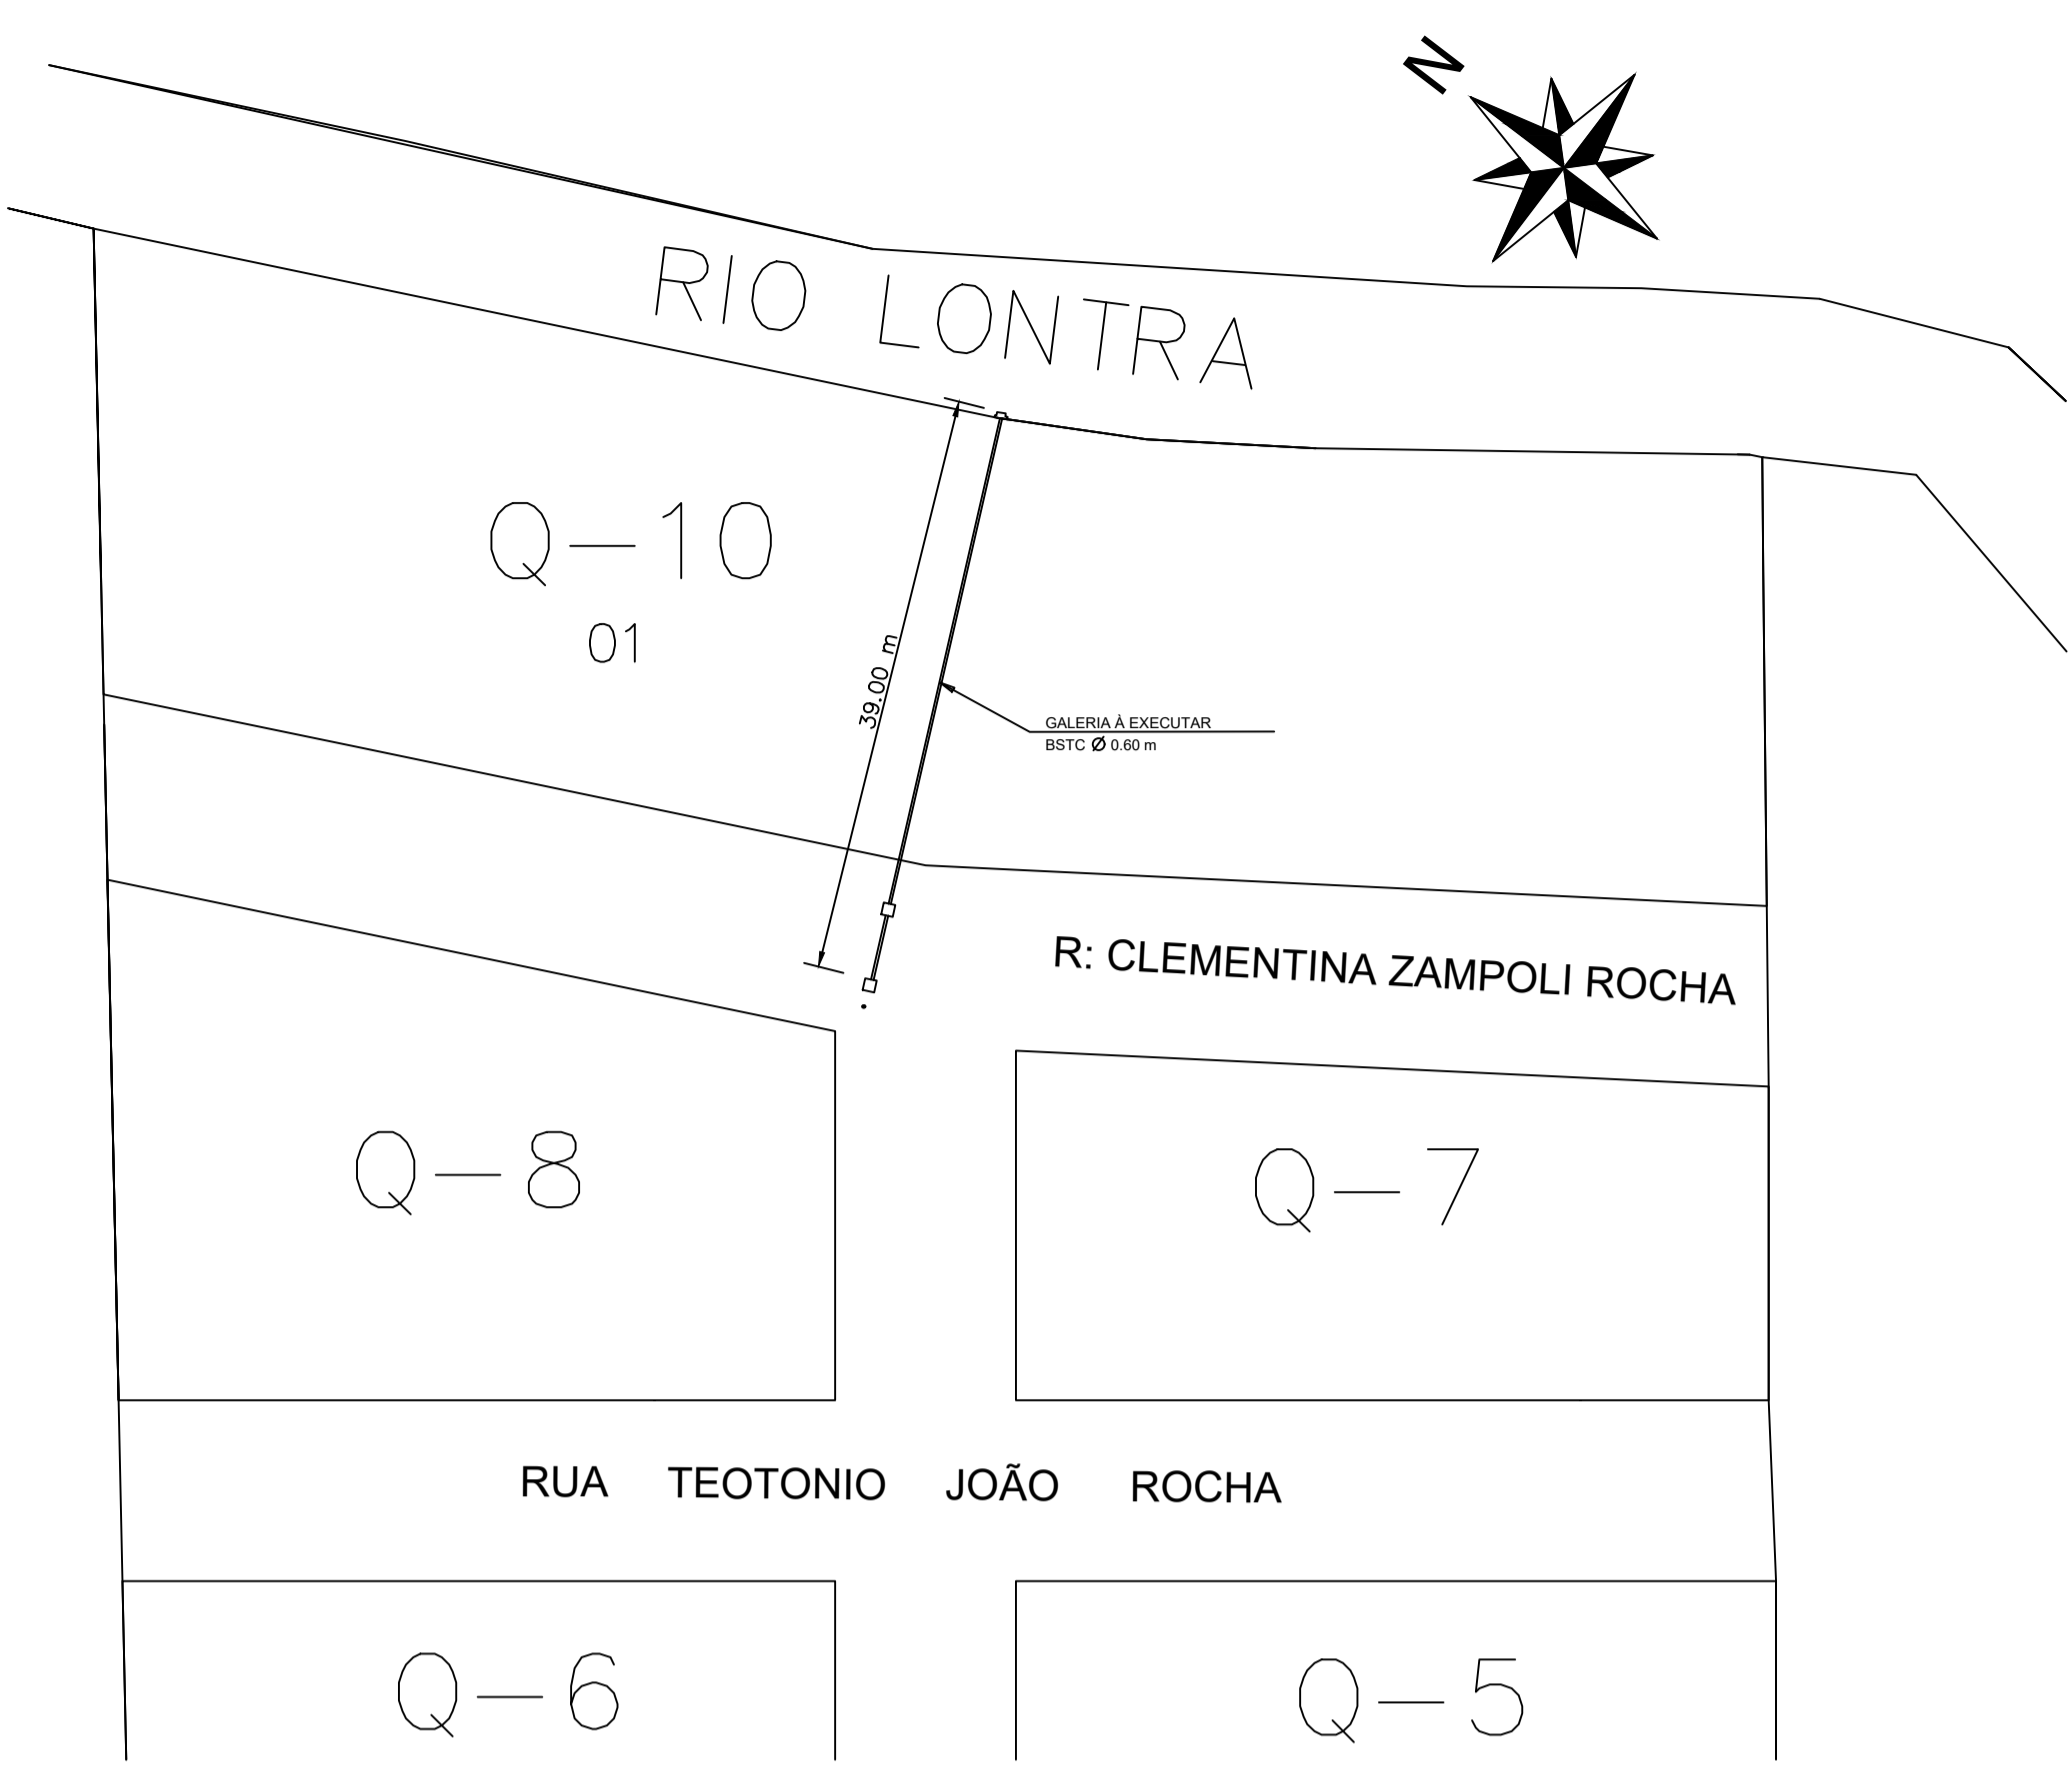 N
RIO LONTRA
Q-10
01
39.00 m
GALERIA À EXECUTAR
BSTC Ø 0.60 m
R: CLEMENTINA ZAMPOLI ROCHA
Q-8
Q-7
RUA TEOTONIO JOÃO ROCHA
Q-6
Q-5